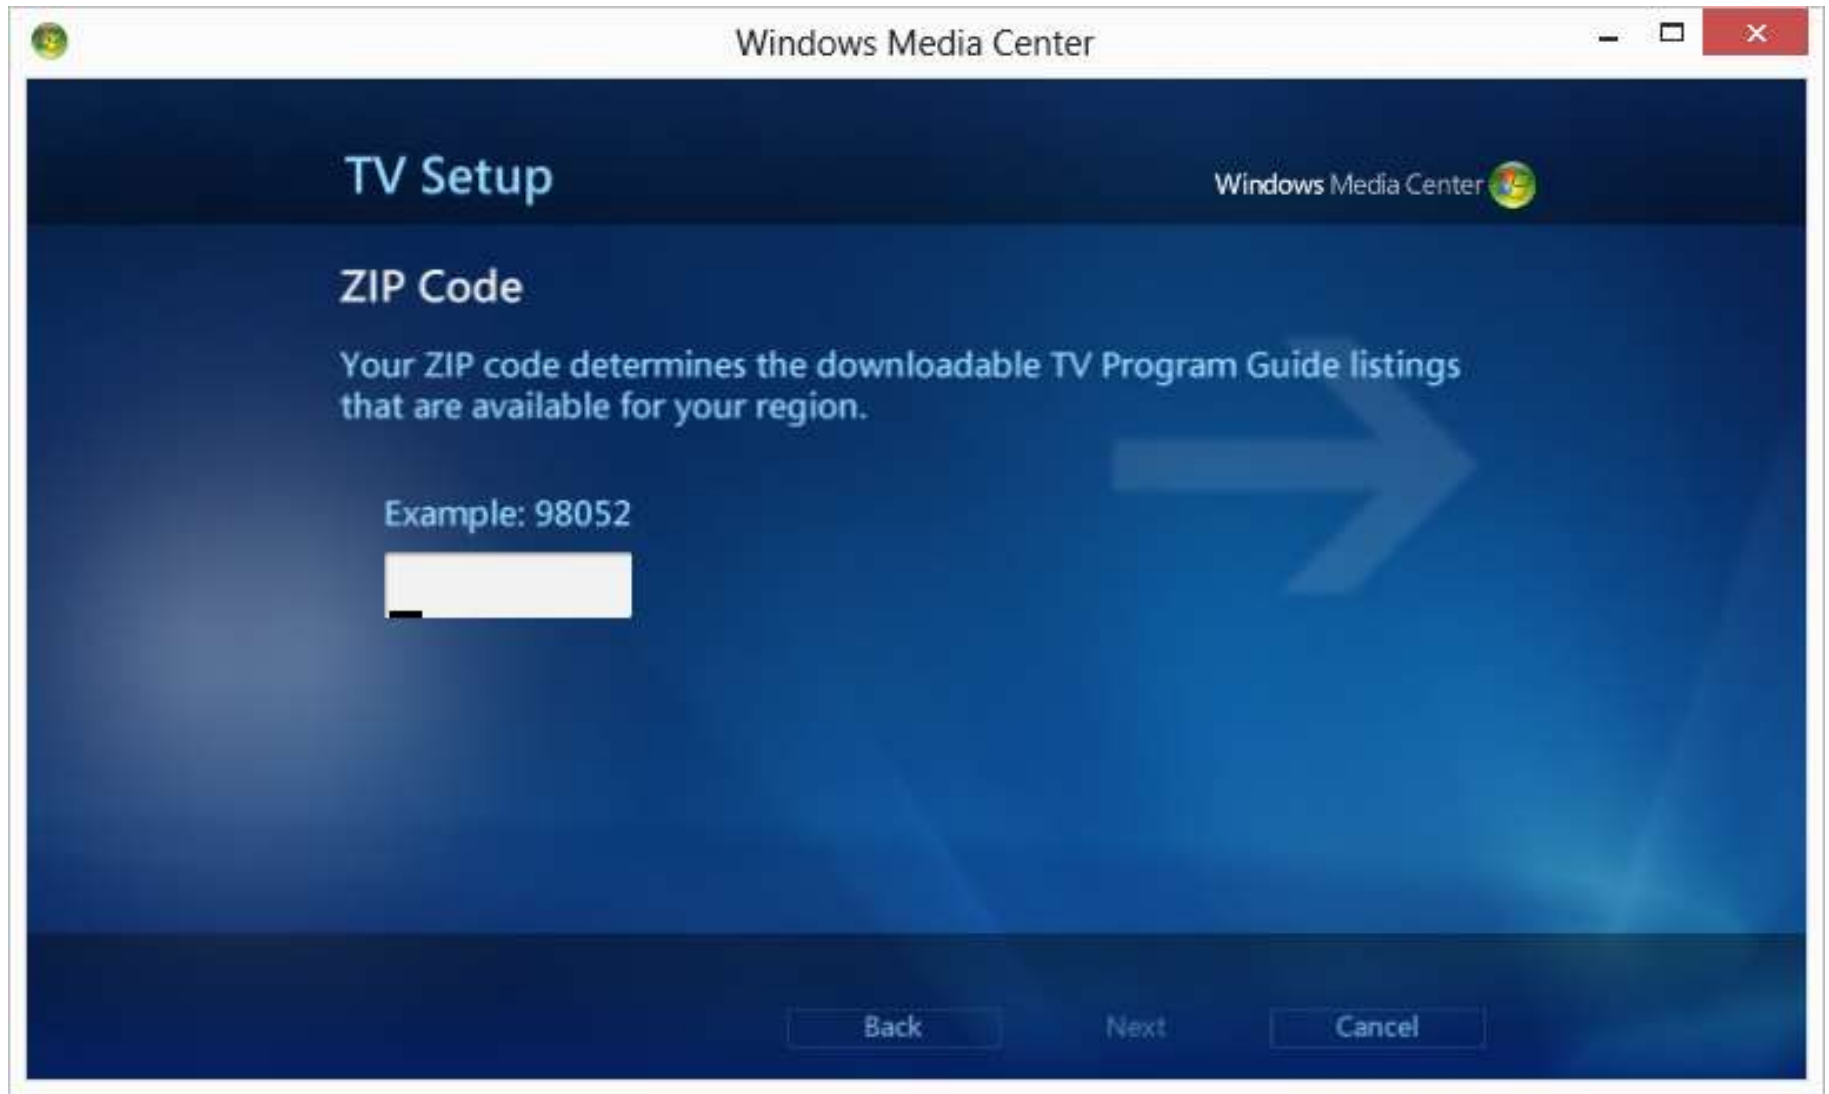 Windows Media Center
TV Setup
Windows Media Center
ZIP Code
Your ZIP code determines the downloadable TV Program Guide listings
that are available for your region.
Example: 98052
Back Next Cancel